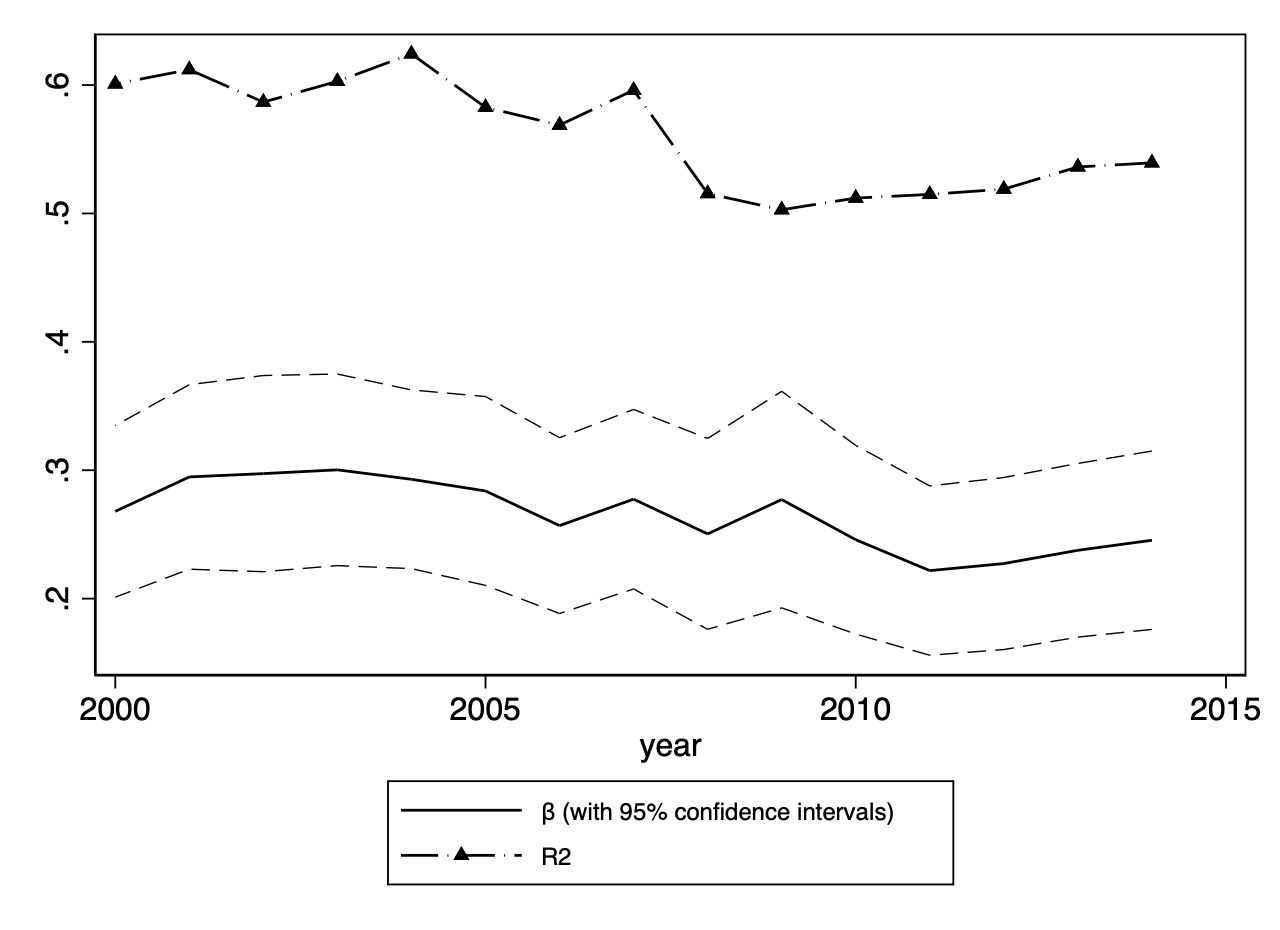 .6
.5
.4
.3
.2
2000 2005 2010 2015
year
β (with 95% confidence intervals)
R2